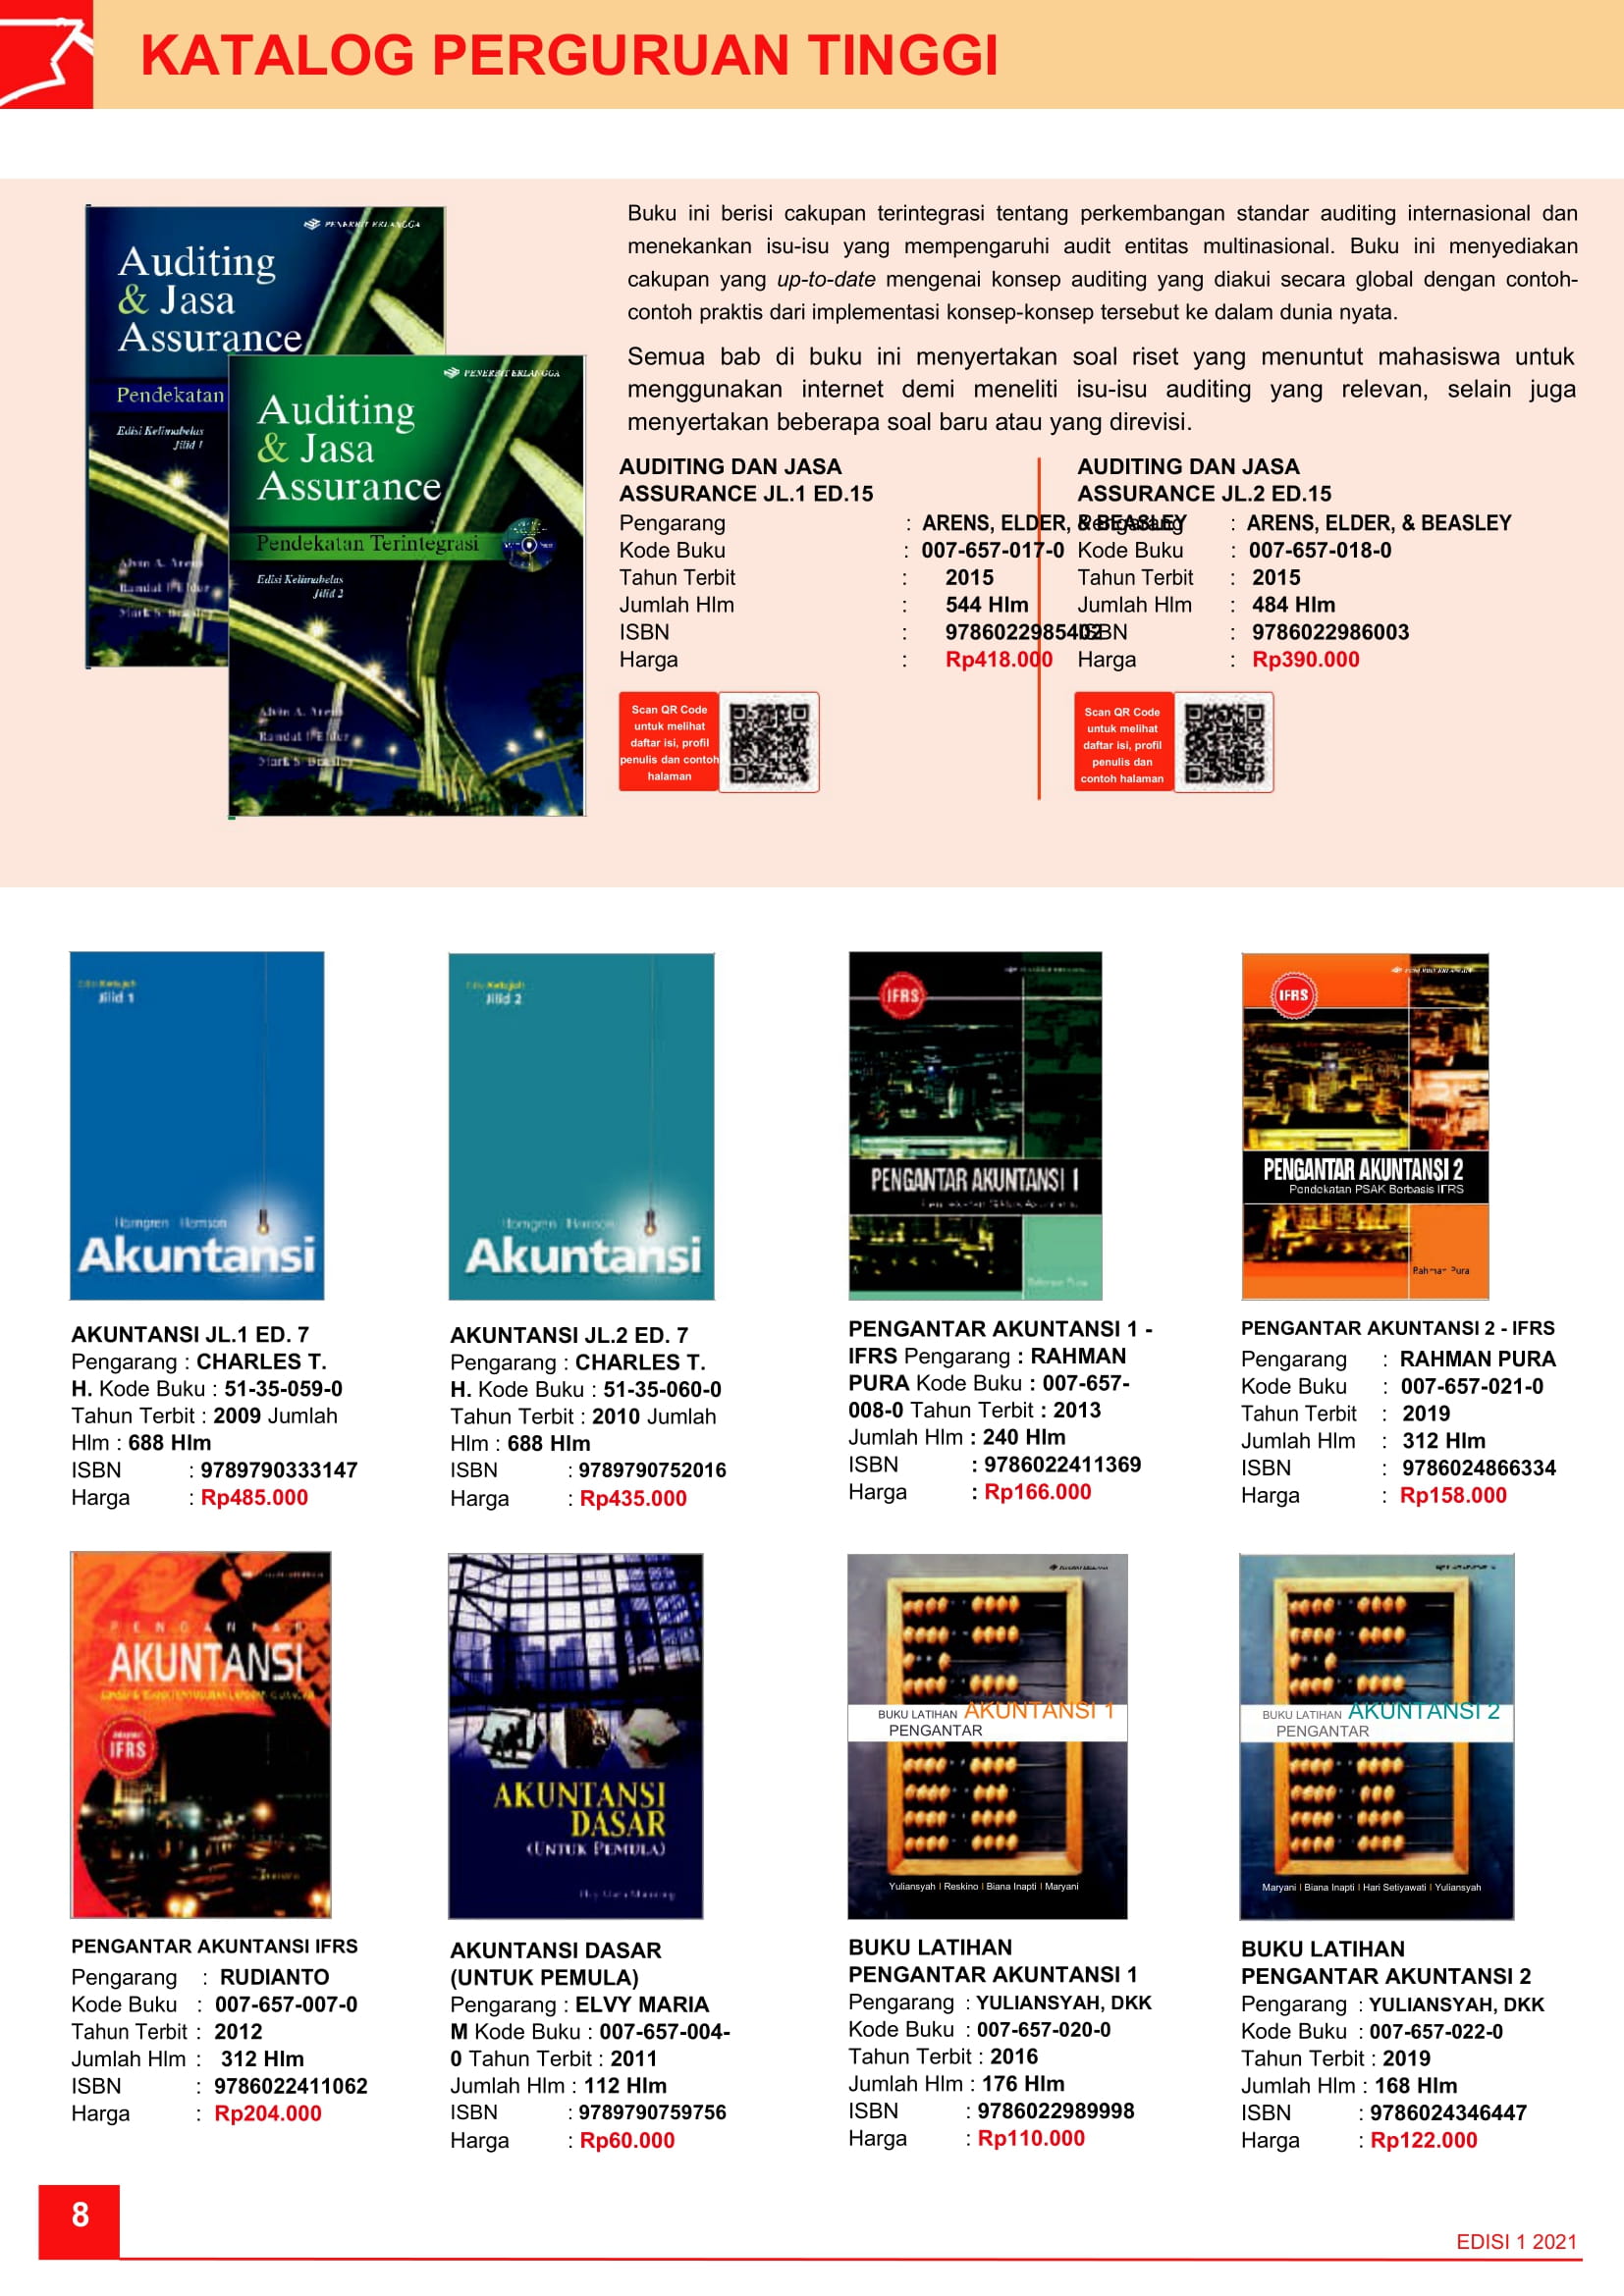 KATALOG PERGURUAN TINGGI
PENERBIT ERLANGGA
Auditing
& Jasa
Assurance
Pendekatan
Edisi Kelimabelas
Jilid 1
PENERBIT ERLANGGA
Auditing
& Jasa
Assurance
Pendekatan Terintegrasi
Edisi Kelimabelas
Jilid 2
Buku ini berisi cakupan terintegrasi tentang perkembangan standar auditing internasional dan
menekankan isu-isu yang mempengaruhi audit entitas multinasional. Buku ini menyediakan
cakupan yang up-to-date mengenai konsep auditing yang diakui secara global dengan contoh-
contoh praktis dari implementasi konsep-konsep tersebut ke dalam dunia nyata.
Semua bab di buku ini menyertakan soal riset yang menuntut mahasiswa untuk
menggunakan internet demi meneliti isu-isu auditing yang relevan, selain juga
menyertakan beberapa soal baru atau yang direvisi.
AUDITING DAN JASA
ASSURANCE JL.1 ED.15
Pengarang : ARENS, ELDER, & BEASLEY
Kode Buku : 007-657-017-0
Tahun Terbit : 2015
Jumlah Hlm : 544 Hlm
ISBN : 9786022985402
Harga : Rp418.000
Scan QR Code
untuk melihat
daftar isi, profil
penulis dan contoh
halaman
AUDITING DAN JASA
ASSURANCE JL.2 ED.15
Pengarang : ARENS, ELDER, & BEASLEY
Kode Buku : 007-657-018-0
Tahun Terbit : 2015
Jumlah Hlm : 484 Hlm
ISBN : 9786022986003
Harga : Rp390.000
Scan QR Code
untuk melihat
daftar isi, profil
penulis dan
contoh halaman
Jilid 1
Horngren Harrison
Akuntansi
Jilid 2
Horngren Harrison
Akuntansi
IFRS
PENGANTAR AKUNTANSI 1
Rahman Pura
IFRS
PENGANTAR AKUNTANSI 2
Pendekatan PSAK Berbasis IFRS
Rahman Pura
AKUNTANSI JL.1 ED. 7
Pengarang : CHARLES T.
H. Kode Buku : 51-35-059-0
Tahun Terbit : 2009 Jumlah
Hlm : 688 Hlm
ISBN : 9789790333147
Harga : Rp485.000
AKUNTANSI JL.2 ED. 7
Pengarang : CHARLES T.
H. Kode Buku : 51-35-060-0
Tahun Terbit : 2010 Jumlah
Hlm : 688 Hlm
ISBN : 9789790752016
Harga : Rp435.000
PENGANTAR AKUNTANSI 1 -
IFRS Pengarang : RAHMAN
PURA Kode Buku : 007-657-
008-0 Tahun Terbit : 2013
Jumlah Hlm : 240 Hlm
ISBN : 9786022411369
Harga : Rp166.000
PENGANTAR AKUNTANSI 2 - IFRS
Pengarang : RAHMAN PURA
Kode Buku : 007-657-021-0
Tahun Terbit : 2019
Jumlah Hlm : 312 Hlm
ISBN : 9786024866334
Harga : Rp158.000
PENGANTAR
AKUNTANSI
IFRS
AKUNTANSI
DASAR
(UNTUK PEMULA)
BUKU LATIHAN AKUNTANSI 1
PENGANTAR
Yuliansyah | Reskino | Biana Inapti | Maryani
BUKU LATIHAN AKUNTANSI 2
PENGANTAR
Maryani | Biana Inapti | Hari Setiyawati | Yuliansyah
PENGANTAR AKUNTANSI IFRS
Pengarang : RUDIANTO
Kode Buku : 007-657-007-0
Tahun Terbit : 2012
Jumlah Hlm : 312 Hlm
ISBN : 9786022411062
Harga : Rp204.000
AKUNTANSI DASAR
(UNTUK PEMULA)
Pengarang : ELVY MARIA
M Kode Buku : 007-657-004-
0 Tahun Terbit : 2011
Jumlah Hlm : 112 Hlm
ISBN : 9789790759756
Harga : Rp60.000
BUKU LATIHAN
PENGANTAR AKUNTANSI 1
Pengarang : YULIANSYAH, DKK
Kode Buku : 007-657-020-0
Tahun Terbit : 2016
Jumlah Hlm : 176 Hlm
ISBN : 9786022989998
Harga : Rp110.000
BUKU LATIHAN
PENGANTAR AKUNTANSI 2
Pengarang : YULIANSYAH, DKK
Kode Buku : 007-657-022-0
Tahun Terbit : 2019
Jumlah Hlm : 168 Hlm
ISBN : 9786024346447
Harga : Rp122.000
8
EDISI 1 2021